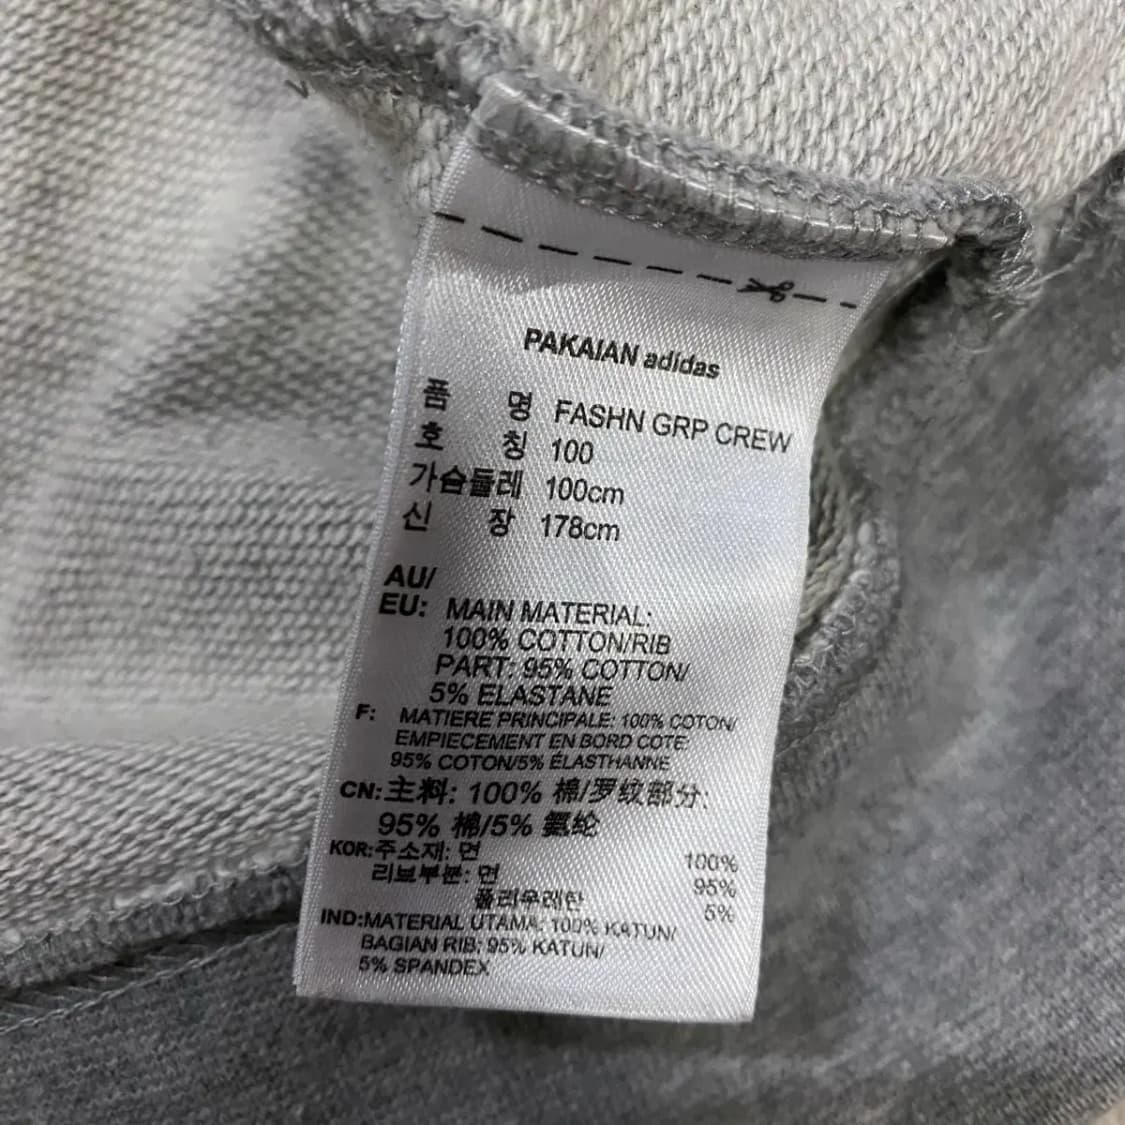 PAKAIAN adidas
품 명 FASHN GRP CREW
호 칭 100
가슴둘레 100cm
신 장 178cm
AU/
EU: MAIN MATERIAL:
100% COTTON/RIB
PART: 95% COTTON/
5% ELASTANE
F: MATIERE PRINCIPALE: 100% COTON/
EMPIECEMENT EN BORD COTE:
95% COTON/5% ÉLASTHANNE
CN: 主料: 100% 棉/罗纹部分:
95% 棉/5% 氨纶
KOR: 주소재: 면 100%
리브부분: 면 95%
폴리우레탄 5%
IND: MATERIAL UTAMA: 100% KATUN/
BAGIAN RIB: 95% KATUN/
5% SPANDEX